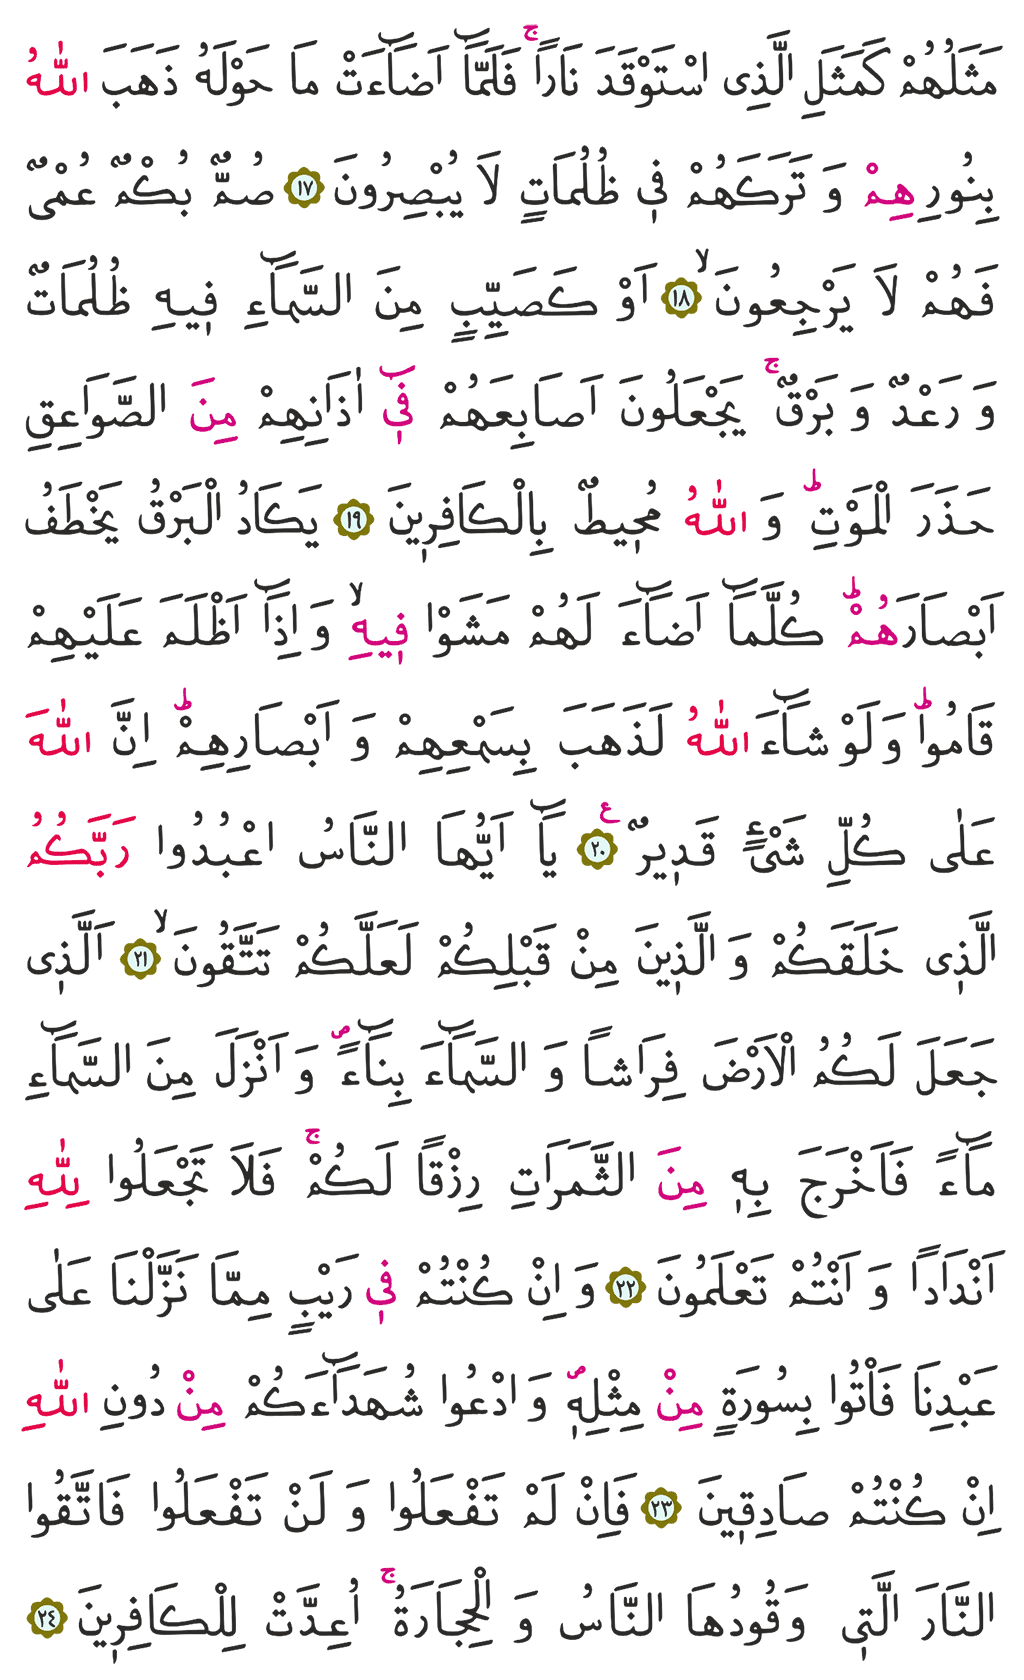 مَثَلُهُمْ كَمَثَلِ الَّذِى اسْتَوْقَدَ نَاراًۚ فَلَمَّٓا اَضَٓاءَتْ مَا حَوْلَهُ ذَهَبَ اللّٰهُ
بِنُورِهِمْ وَ تَرَكَهُمْ فٖى ظُلُمَاتٍ لَا يُبْصِرُونَ ﴿١٧﴾ صُمٌّ بُكْمٌ عُمْىٌ
فَهُمْ لَا يَرْجِعُونَۙ ﴿١٨﴾ اَوْ كَصَيِّبٍ مِنَ السَّمَٓاءِ فٖيهِ ظُلُمَاتٌ
وَ رَعْدٌ وَ بَرْقٌۚ يَجْعَلُونَ اَصَابِعَهُمْ فٖٓى اٰذَانِهِمْ مِنَ الصَّوَاعِقِ
حَذَرَ الْمَوْتِؕ وَ اللّٰهُ مُحٖيطٌ بِالْكَافِرٖينَ ﴿١٩﴾ يَكَادُ الْبَرْقُ يَخْطَفُ
اَبْصَارَهُمْؕ كُلَّمَٓا اَضَٓاءَ لَهُمْ مَشَوْا فٖيهِۙ وَ اِذَٓا اَظْلَمَ عَلَيْهِمْ
قَامُواؕ وَ لَوْ شَٓاءَ اللّٰهُ لَذَهَبَ بِسَمْعِهِمْ وَ اَبْصَارِهِمْؕ اِنَّ اللّٰهَ
عَلٰى كُلِّ شَىْءٍ قَدٖيرٌ ع ﴿٢٠﴾ يَٓا اَيُّهَا النَّاسُ اعْبُدُوا رَبَّكُمُ
الَّذٖى خَلَقَكُمْ وَ الَّذٖينَ مِنْ قَبْلِكُمْ لَعَلَّكُمْ تَتَّقُونَۙ ﴿٢١﴾ اَلَّذٖى
جَعَلَ لَكُمُ الْاَرْضَ فِرَاشاً وَ السَّمَٓاءَ بِنَٓاءًࣕ وَ اَنْزَلَ مِنَ السَّمَٓاءِ
مَٓاءً فَاَخْرَجَ بِهٖ مِنَ الثَّمَرَاتِ رِزْقاً لَكُمْۚ فَلَا تَجْعَلُوا لِلّٰهِ
اَنْدَاداً وَ اَنْتُمْ تَعْلَمُونَ ﴿٢٢﴾ وَ اِنْ كُنْتُمْ فٖى رَيْبٍ مِمَّا نَزَّلْنَا عَلٰى
عَبْدِنَا فَاْتُوا بِسُورَةٍ مِنْ مِثْلِهٖࣕ وَ ادْعُوا شُهَدَٓاءَكُمْ مِنْ دُونِ اللّٰهِ
اِنْ كُنْتُمْ صَادِقٖينَ ﴿٢٣﴾ فَاِنْ لَمْ تَفْعَلُوا وَ لَنْ تَفْعَلُوا فَاتَّقُوا
النَّارَ الَّتٖى وَقُودُهَا النَّاسُ وَ الْحِجَارَةُۚ اُعِدَّتْ لِلْكَافِرٖينَ ﴿٢٤﴾